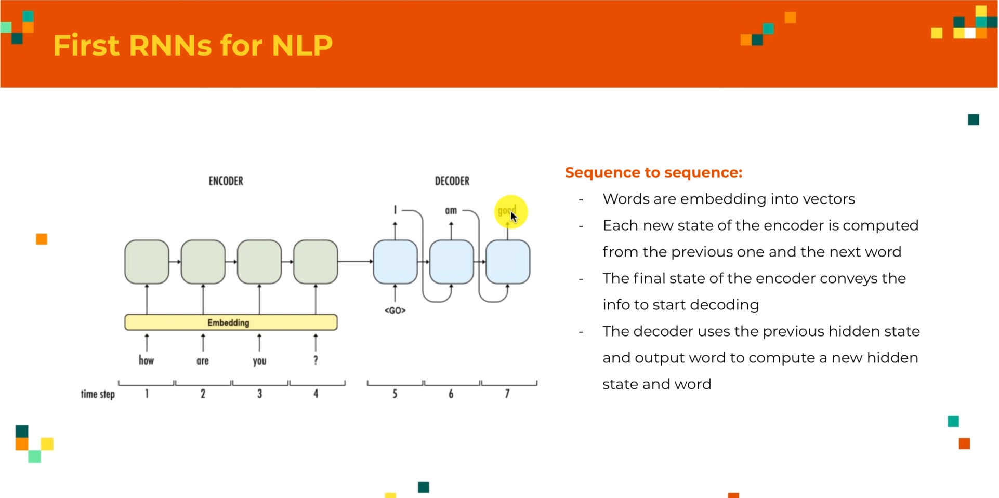 First RNNs for NLP
ENCODER
DECODER
I
am
good
<GO>
Embedding
how are you ?
time step 1 2 3 4 5 6 7
Sequence to sequence:
- Words are embedding into vectors
- Each new state of the encoder is computed
from the previous one and the next word
- The final state of the encoder conveys the
info to start decoding
- The decoder uses the previous hidden state
and output word to compute a new hidden
state and word